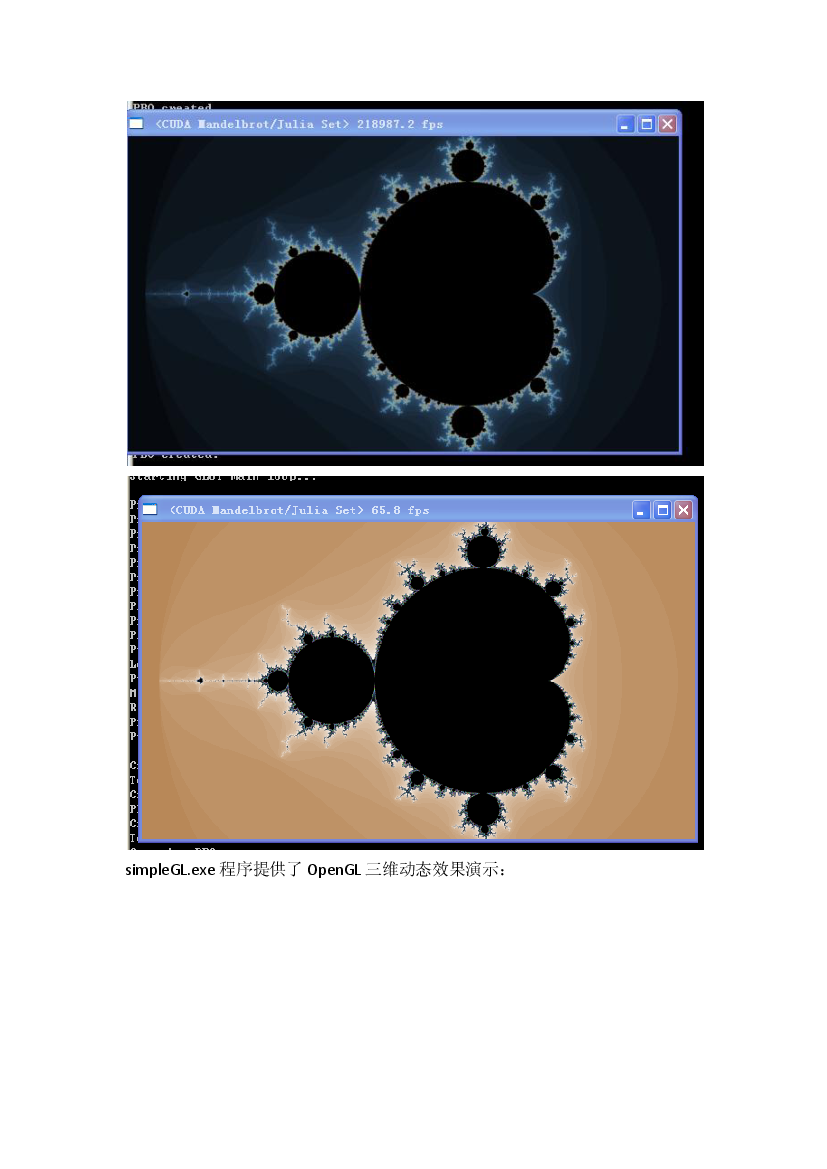 PBO created
<CUDA Mandelbrot/Julia Set> 218987.2 fps
PBO created.
Starting GLUT main loop...
<CUDA Mandelbrot/Julia Set> 65.8 fps
simpleGL.exe 程序提供了 OpenGL 三维动态效果演示：